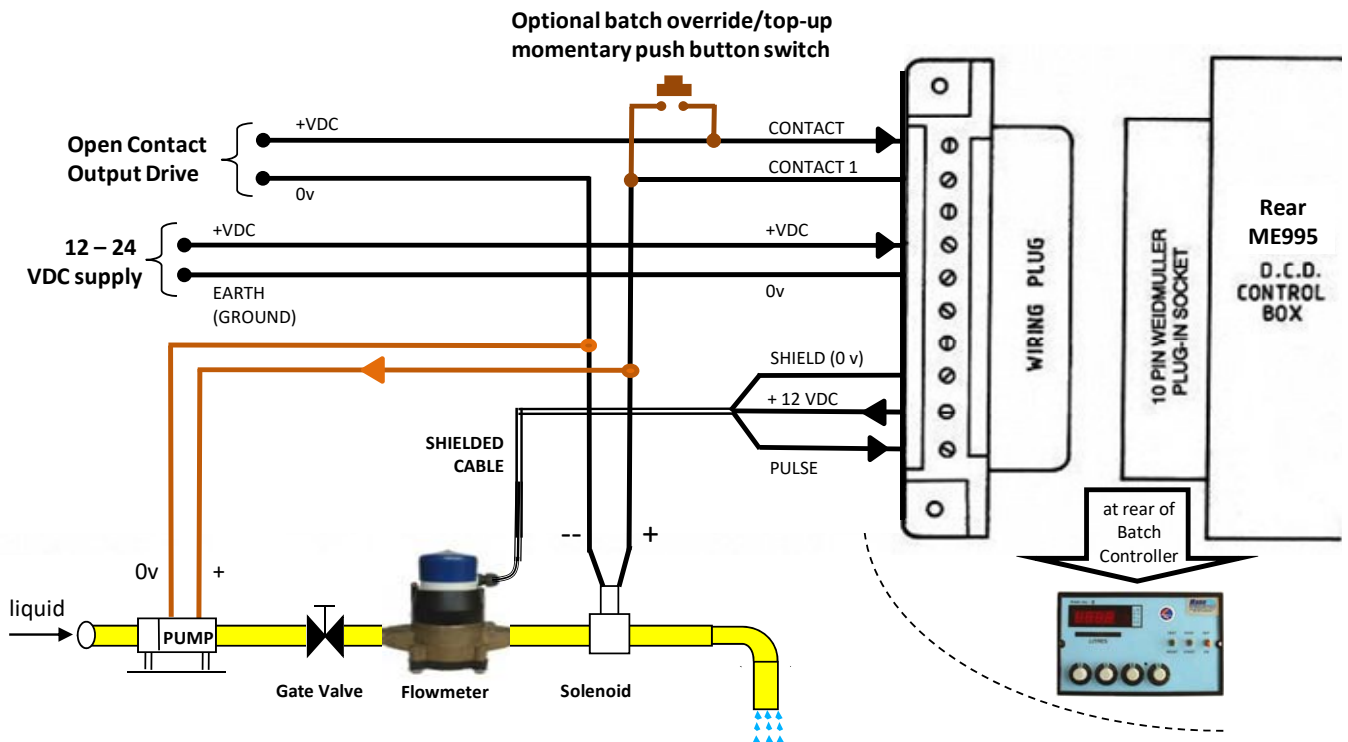 Optional batch override/top-up
momentary push button switch
+VDC
CONTACT
Open Contact
Output Drive
CONTACT 1
0v
12 – 24
VDC supply
+VDC
+VDC
EARTH
(GROUND)
0v
WIRING PLUG
10 PIN WEIDMULLER
PLUG-IN SOCKET
Rear
ME995
D.C.D.
CONTROL
BOX
SHIELD (0 v)
+ 12 VDC
PULSE
SHIELDED
CABLE
at rear of
Batch
Controller
-- +
0v +
liquid
PUMP
Gate Valve
Flowmeter
Solenoid
LITRES